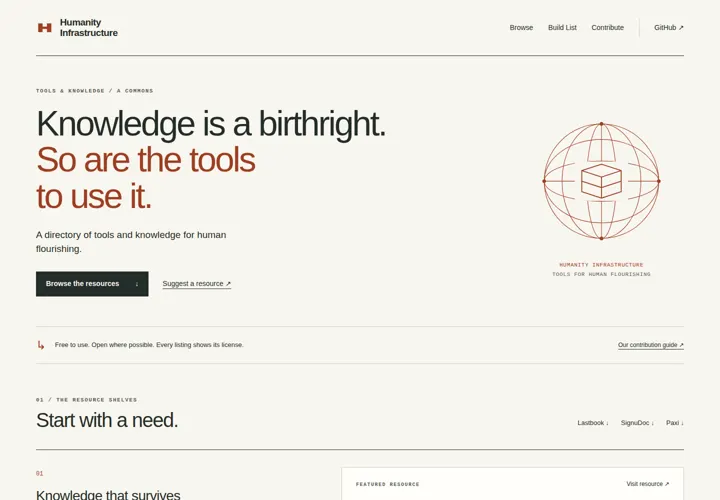 Humanity
Infrastructure
Browse
Build List
Contribute
GitHub ↗
TOOLS & KNOWLEDGE / A COMMONS
Knowledge is a birthright.
So are the tools
to use it.
A directory of tools and knowledge for human
flourishing.
Browse the resources ↓
Suggest a resource ↗
HUMANITY INFRASTRUCTURE
TOOLS FOR HUMAN FLOURISHING
↳ Free to use. Open where possible. Every listing shows its license.
Our contribution guide ↗
01 / THE RESOURCE SHELVES
Start with a need.
Lastbook ↓
SignuDoc ↓
Paxi ↓
01
Knowledge that survives
FEATURED RESOURCE
Visit resource ↗